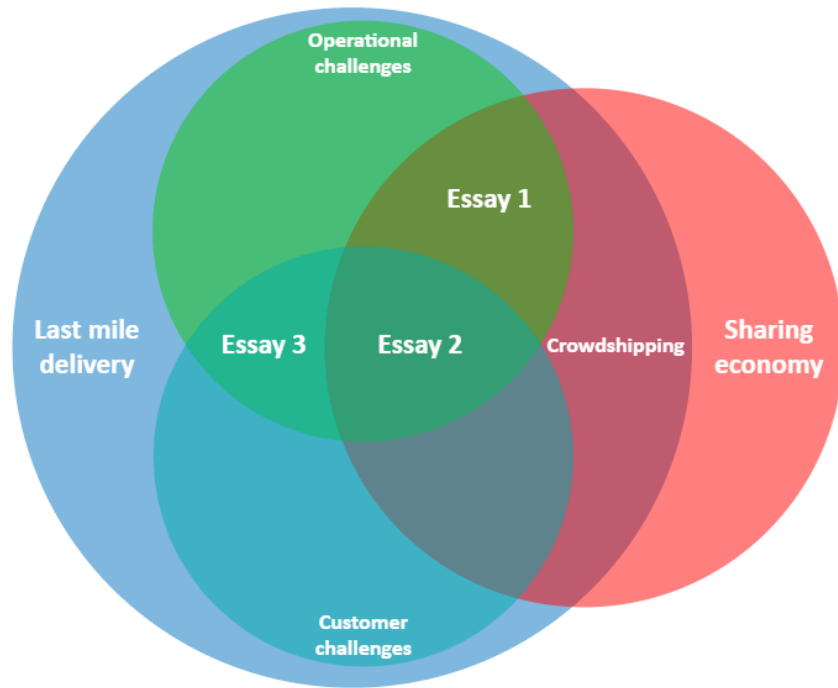 Operational
challenges
Essay 1
Last mile
delivery
Essay 3
Essay 2
Crowdshipping
Sharing
economy
Customer
challenges